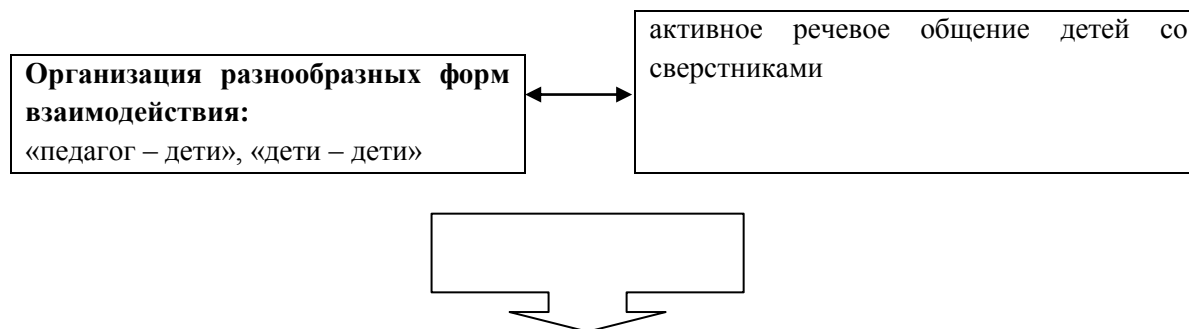 Организация разнообразных форм
взаимодействия:
«педагог – дети», «дети – дети»
активное речевое общение детей со
сверстниками